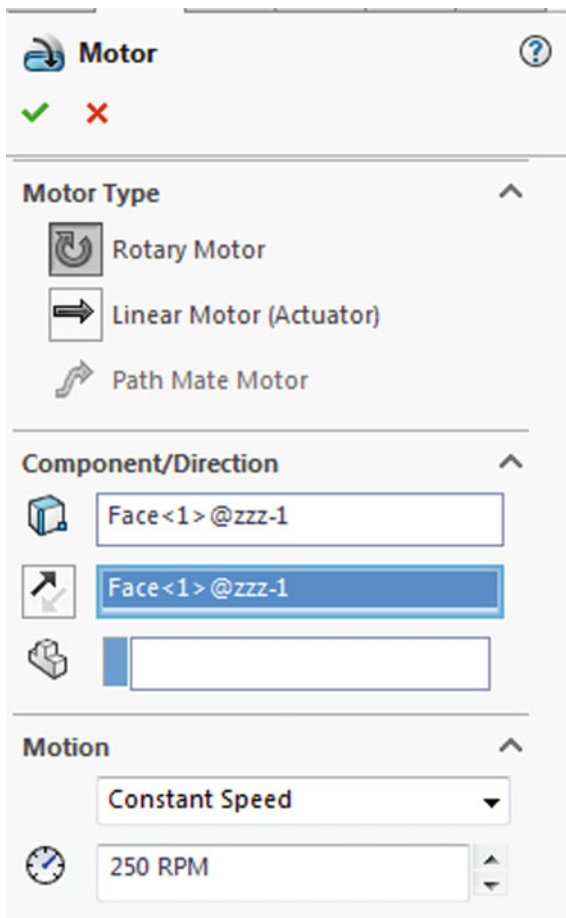 Motor
Motor Type
Rotary Motor
Linear Motor (Actuator)
Path Mate Motor
Component/Direction
Face<1>@zzz-1
Face<1>@zzz-1
Motion
Constant Speed
250 RPM